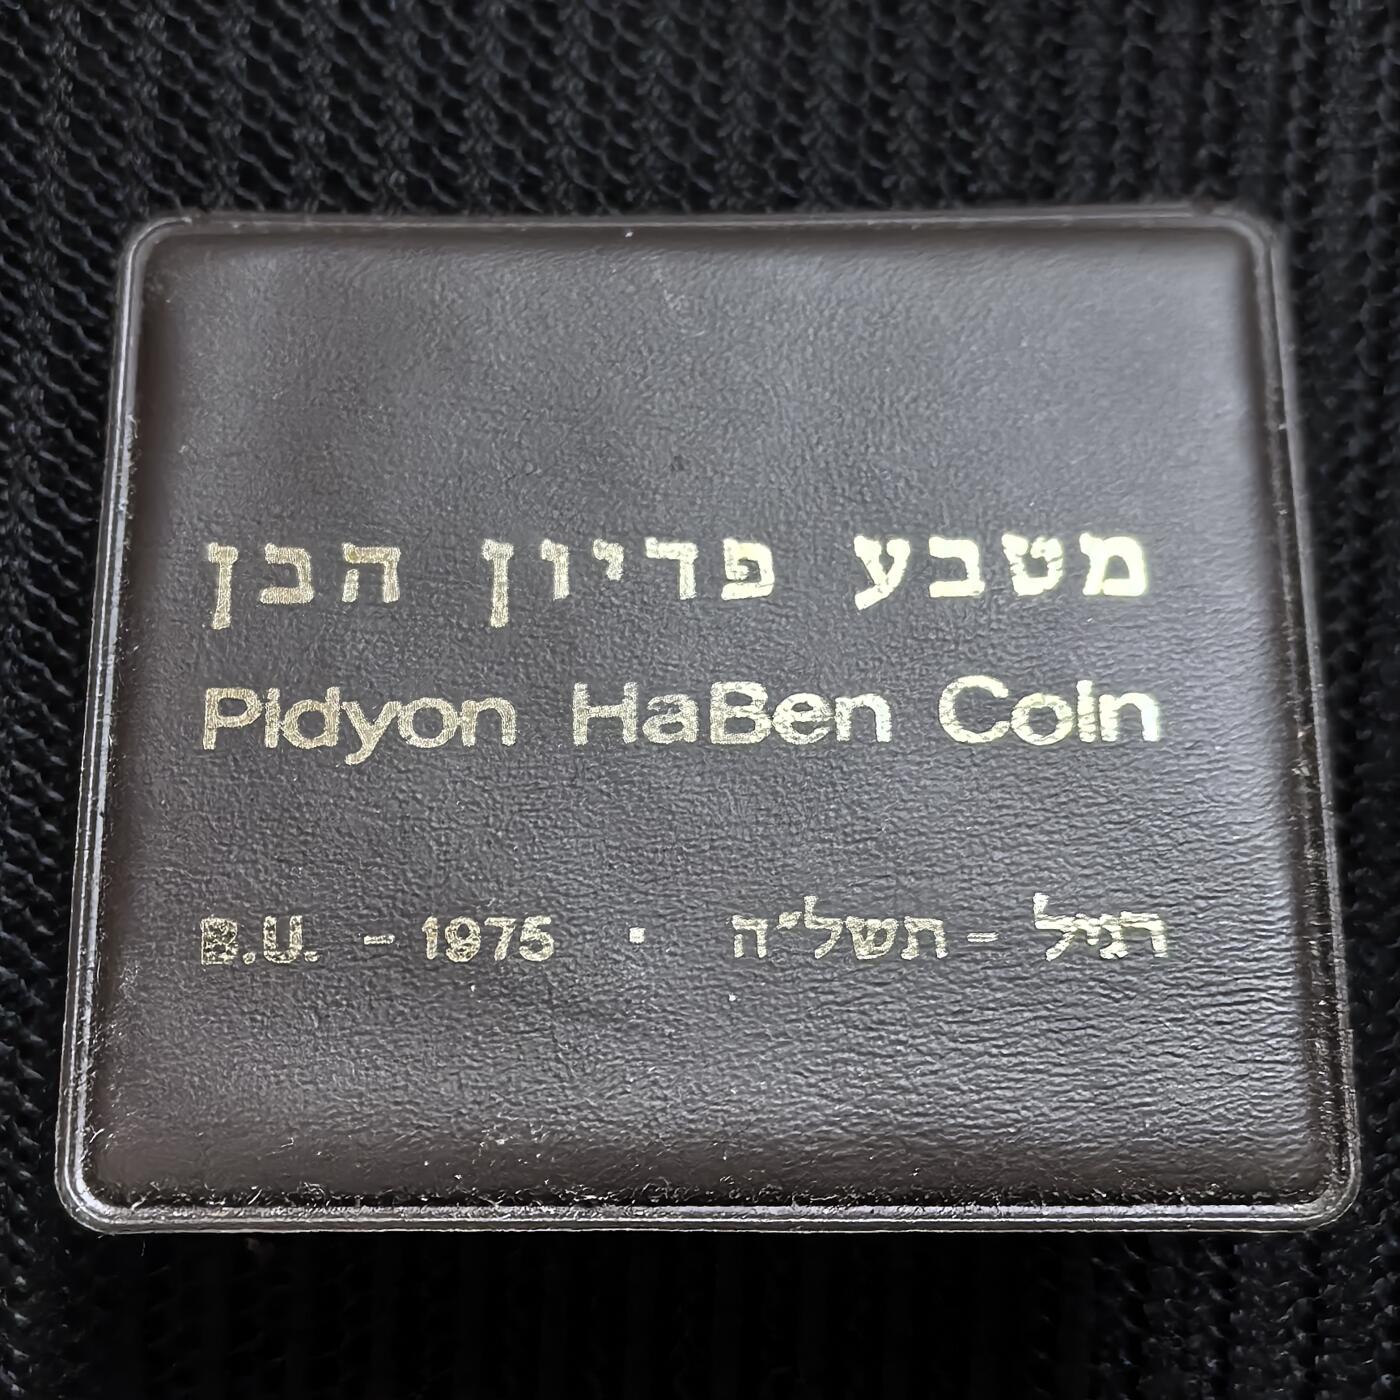 מטבע פדיון הבן
Pidyon HaBen Coin
B.U. - 1975 · רגיל - תשל״ה